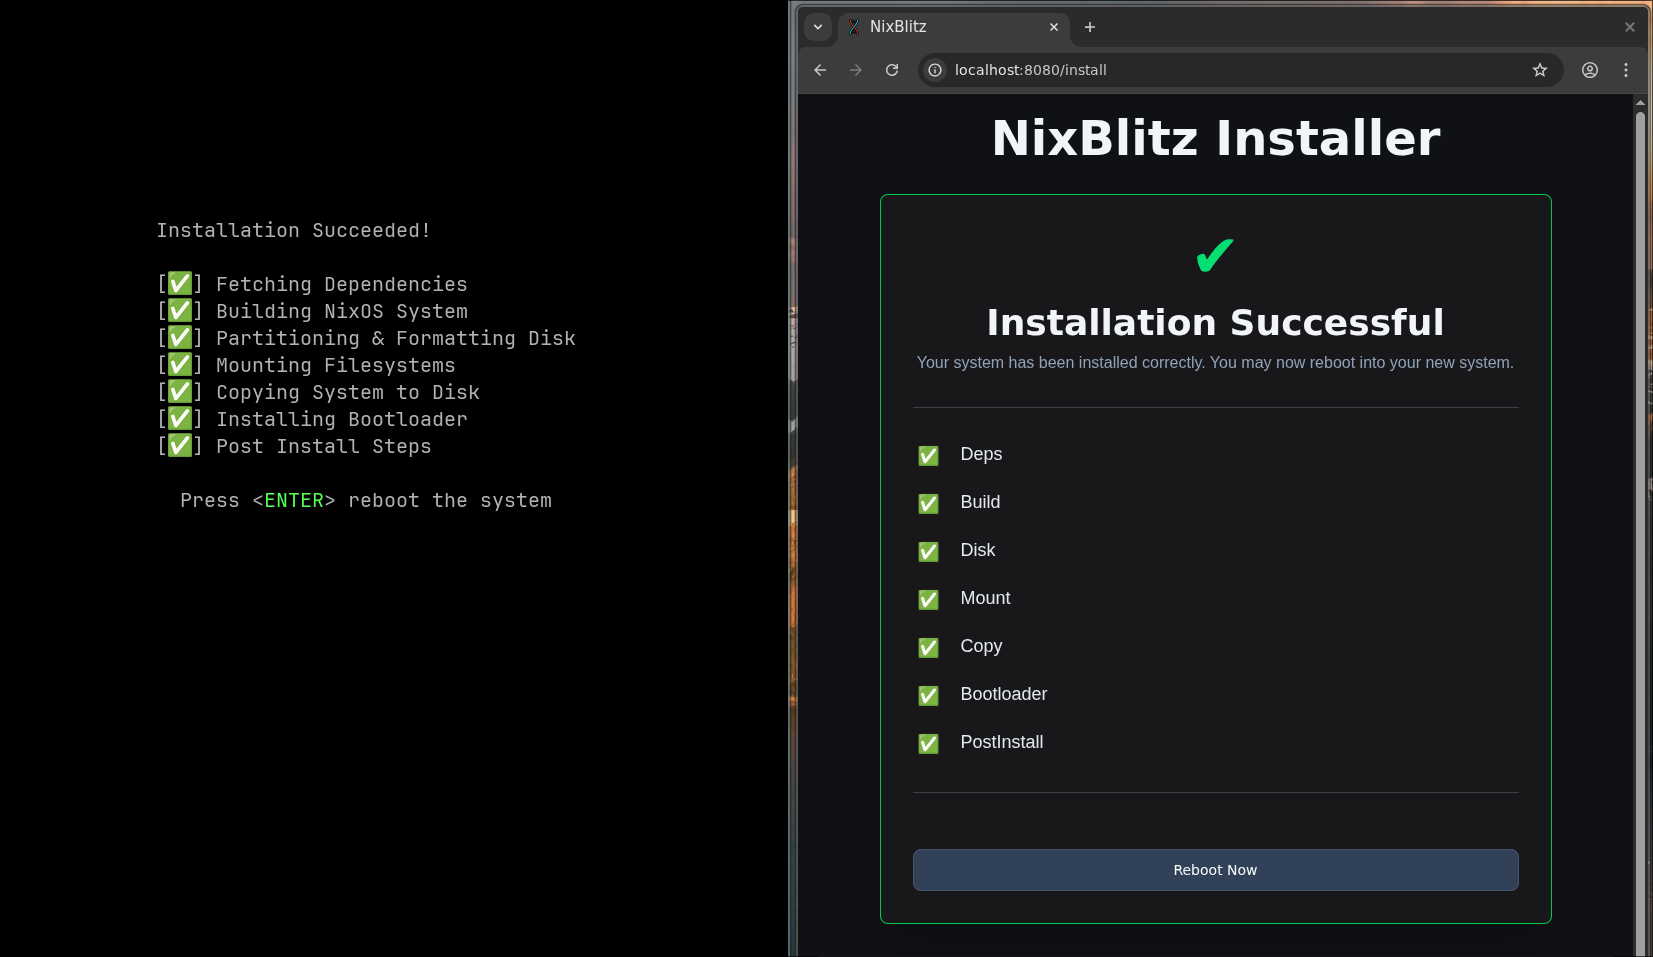 Installation Succeeded!
[✅] Fetching Dependencies
[✅] Building NixOS System
[✅] Partitioning & Formatting Disk
[✅] Mounting Filesystems
[✅] Copying System to Disk
[✅] Installing Bootloader
[✅] Post Install Steps
Press <ENTER> reboot the system
NixBlitz
localhost:8080/install
NixBlitz Installer
✔
Installation Successful
Your system has been installed correctly. You may now reboot into your new system.
✅ Deps
✅ Build
✅ Disk
✅ Mount
✅ Copy
✅ Bootloader
✅ PostInstall
Reboot Now